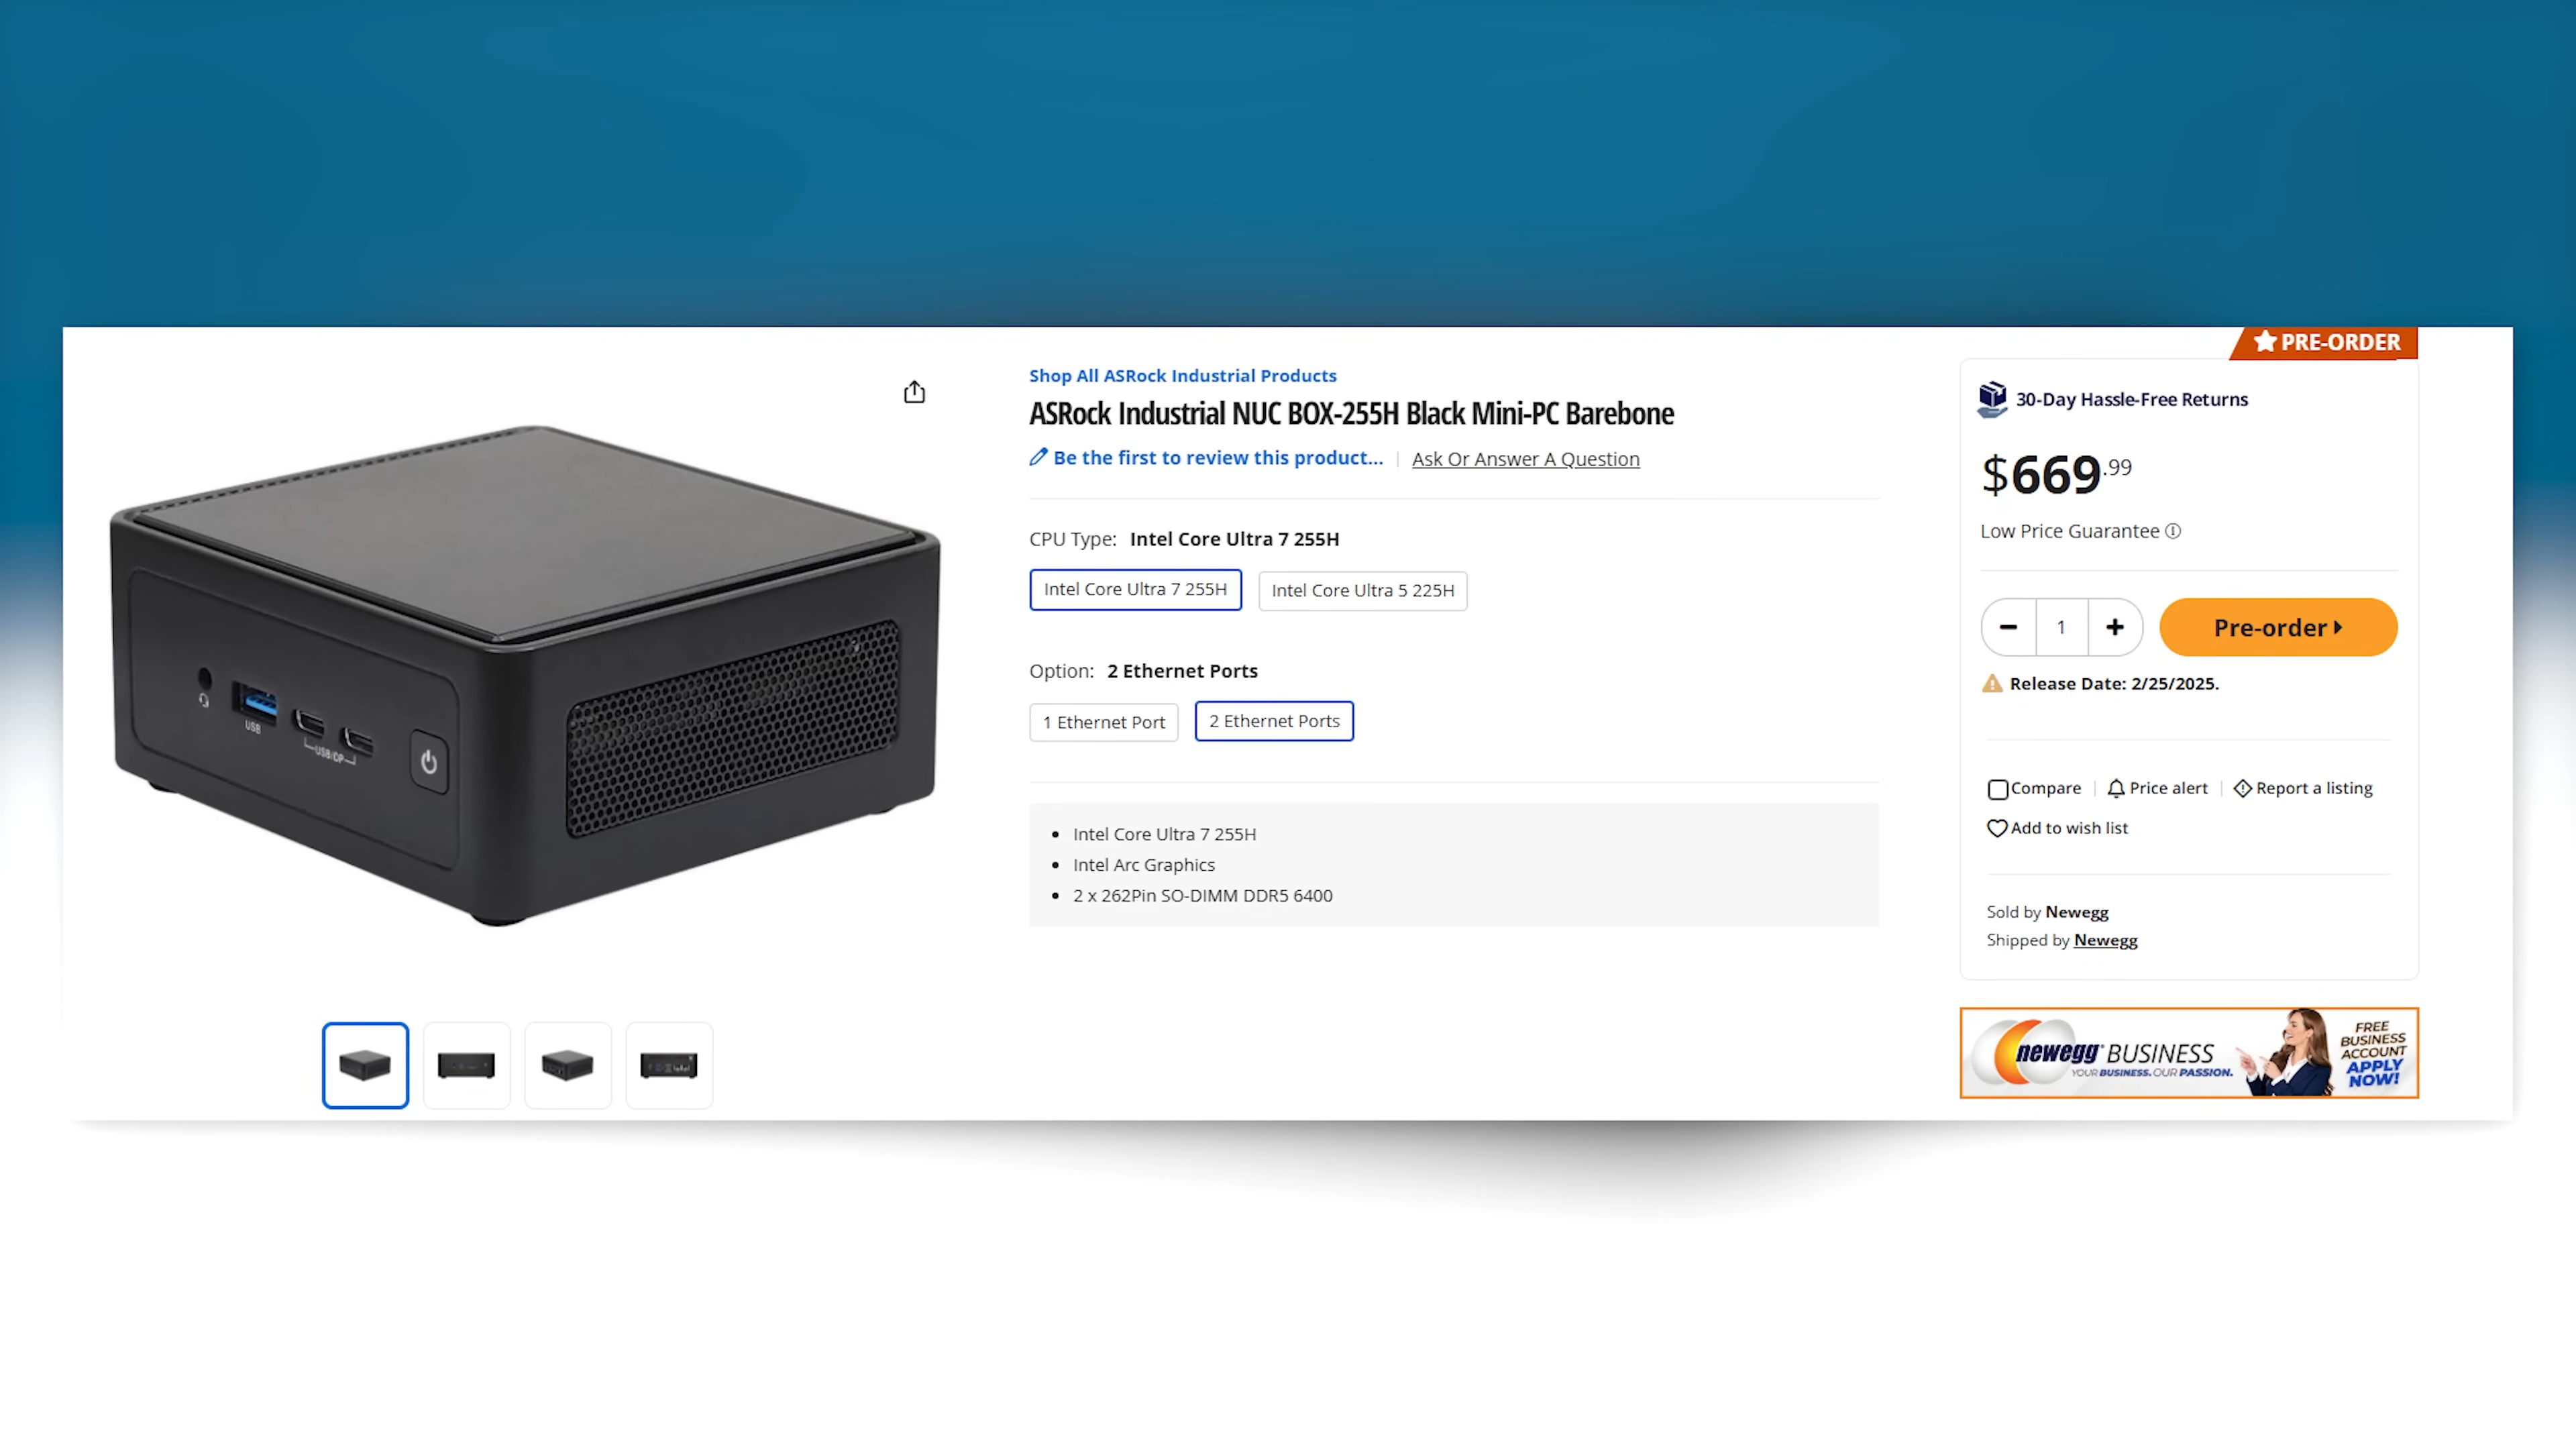 PRE-ORDER
Shop All ASRock Industrial Products
ASRock Industrial NUC BOX-255H Black Mini-PC Barebone
Be the first to review this product...
Ask Or Answer A Question
CPU Type: Intel Core Ultra 7 255H
Intel Core Ultra 7 255H
Intel Core Ultra 5 225H
Option: 2 Ethernet Ports
1 Ethernet Port
2 Ethernet Ports
Intel Core Ultra 7 255H
Intel Arc Graphics
2 x 262Pin SO-DIMM DDR5 6400
USB
USB/DP
30-Day Hassle-Free Returns
$669.99
Low Price Guarantee
1
Pre-order
Release Date: 2/25/2025.
Compare
Price alert
Report a listing
Add to wish list
Sold by Newegg
Shipped by Newegg
newegg BUSINESS
YOUR BUSINESS. OUR PASSION.
FREE
BUSINESS
ACCOUNT
APPLY
NOW!